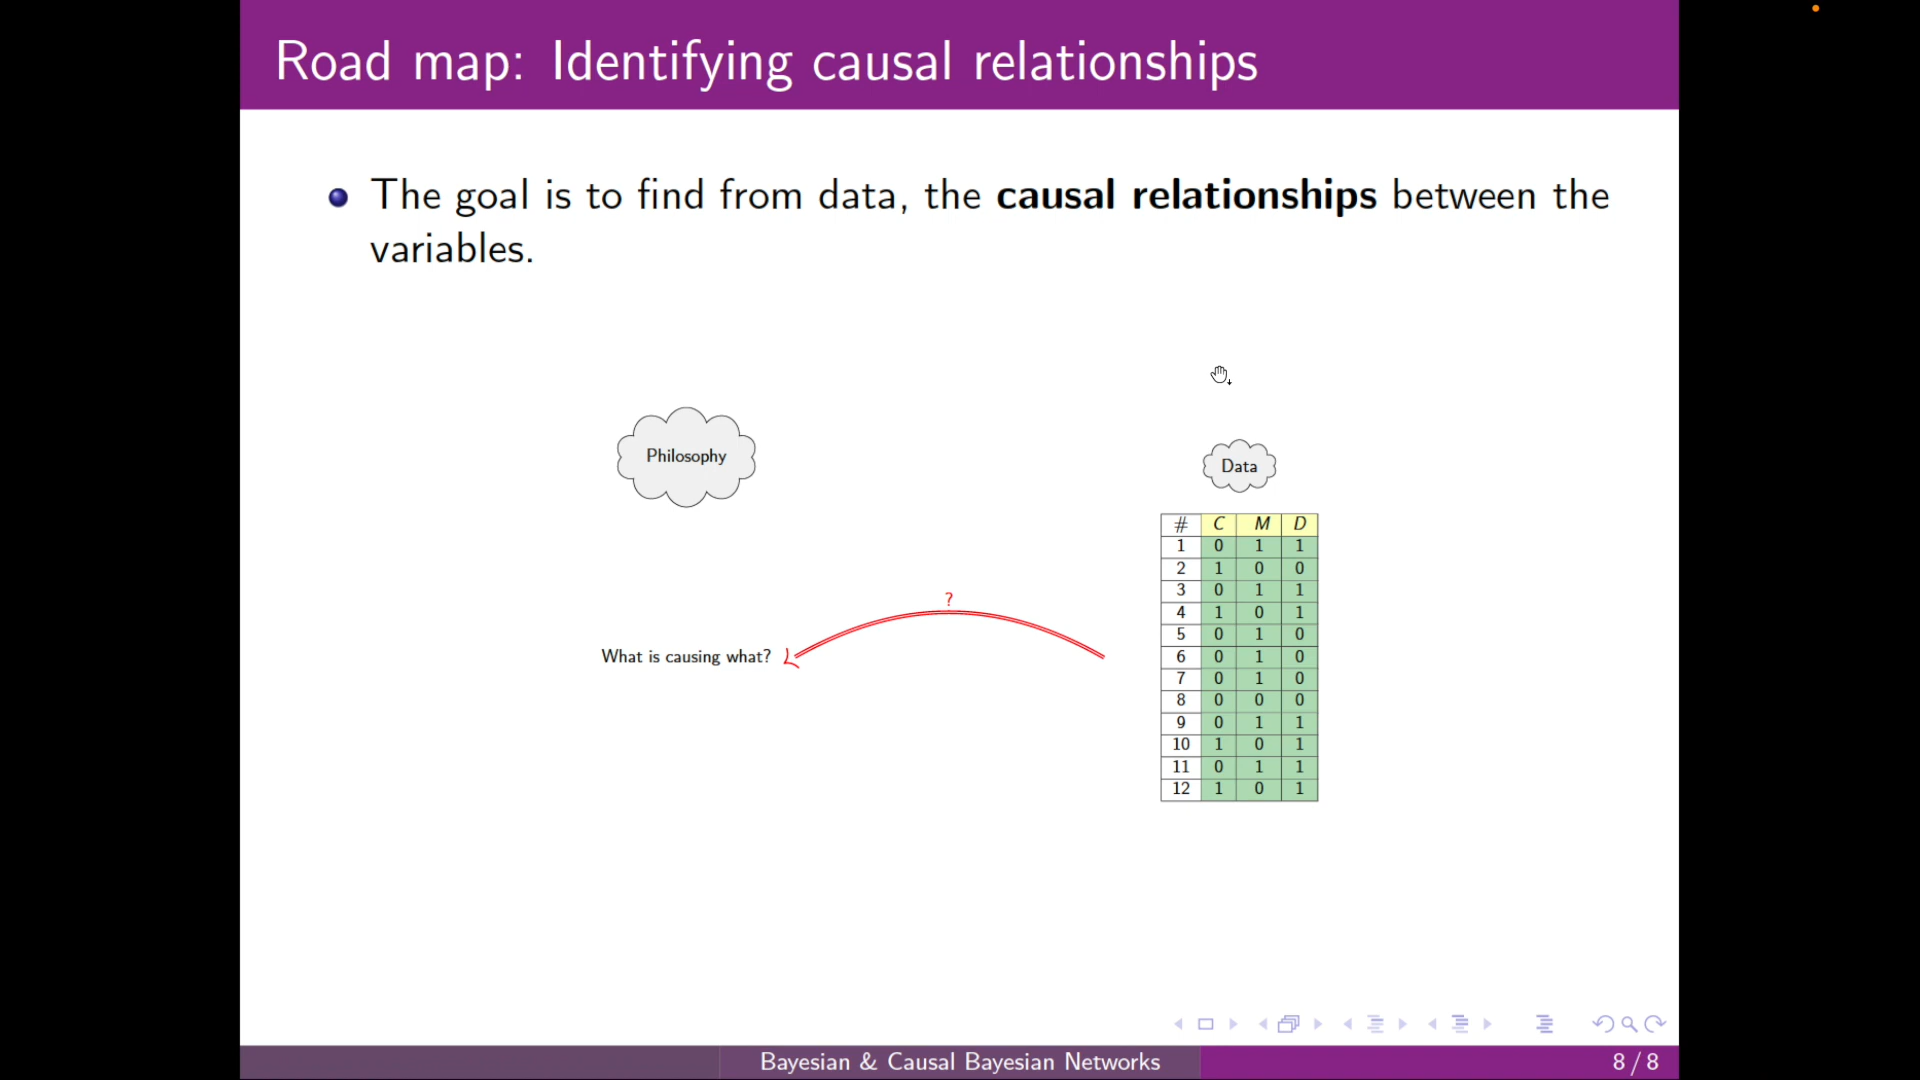 Road map: Identifying causal relationships
The goal is to find from data, the causal relationships between the
variables.
Philosophy
Data
What is causing what?
?
# C M D
1 0 1 1
2 1 0 0
3 0 1 1
4 1 0 1
5 0 1 0
6 0 1 0
7 0 1 0
8 0 0 0
9 0 1 1
10 1 0 1
11 0 1 1
12 1 0 1
Bayesian & Causal Bayesian Networks
8 / 8